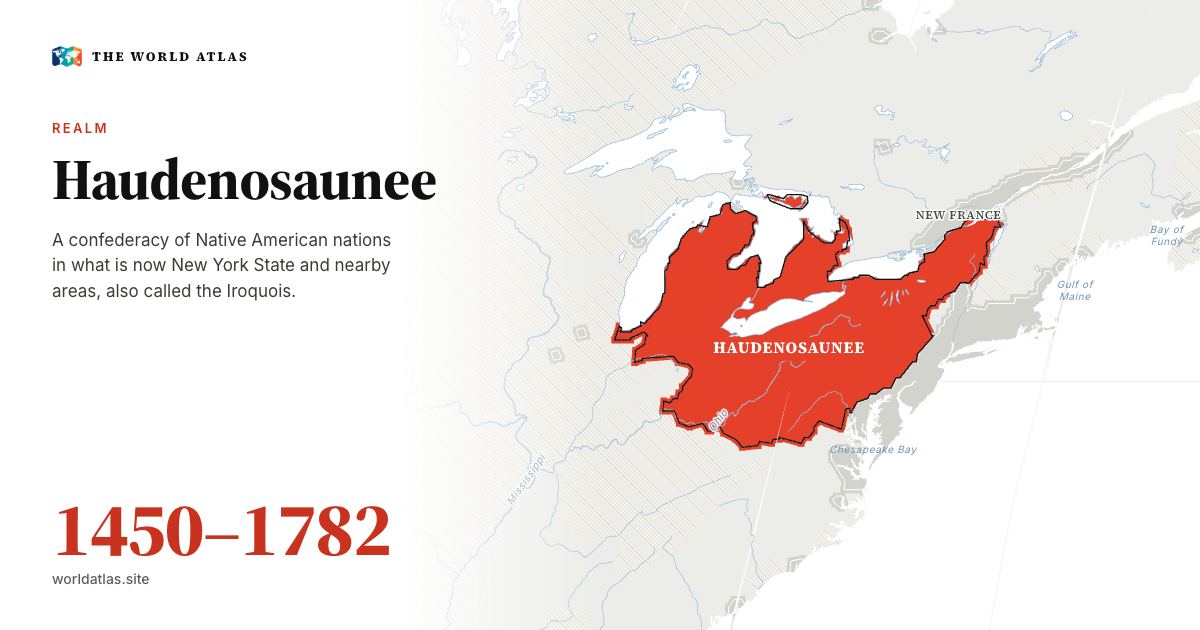 THE WORLD ATLAS
REALM
Haudenosaunee
A confederacy of Native American nations
in what is now New York State and nearby
areas, also called the Iroquois.
1450–1782
worldatlas.site
NEW FRANCE
Bay of
Fundy
Gulf of
Maine
HAUDENOSAUNEE
Ohio
Chesapeake Bay
Mississippi